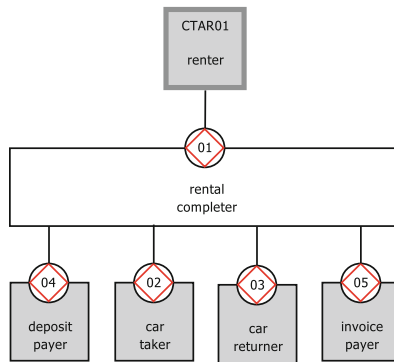 CTAR01
renter
01
rental
completer
04
02
03
05
deposit
payer
car
taker
car
returner
invoice
payer